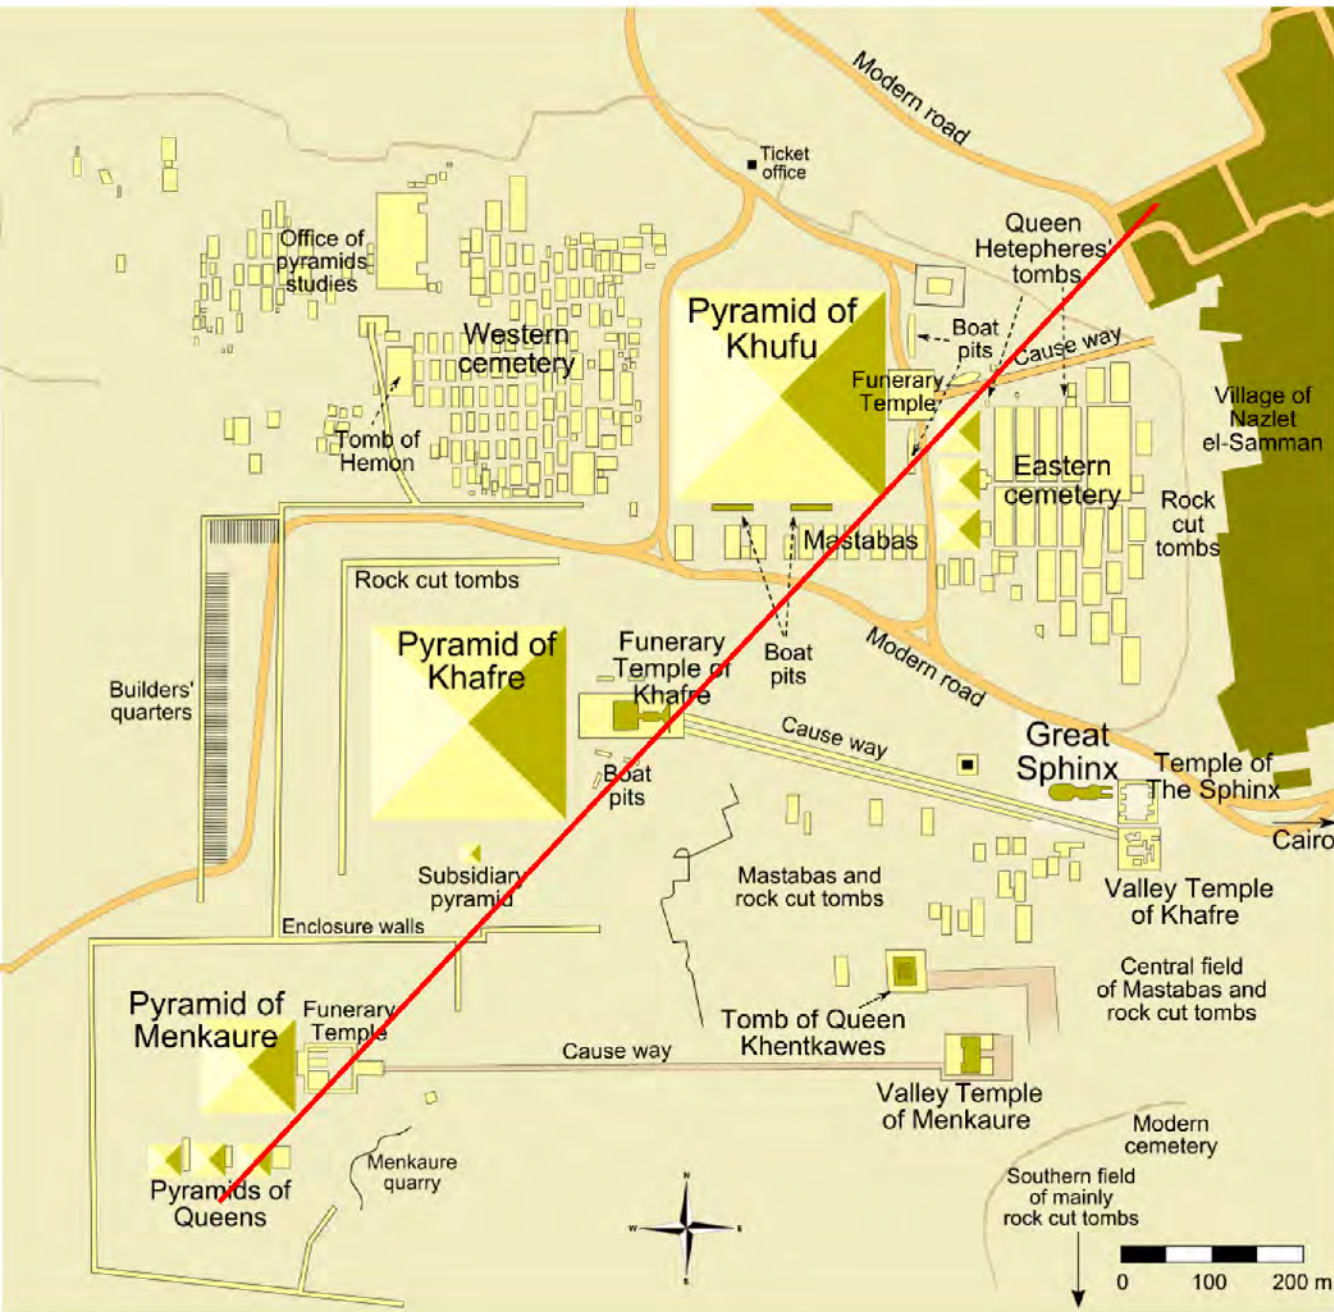 Modern road
Ticket
office
Queen
Hetepheres'
tombs
Office of
pyramids
studies
Pyramid of
Khufu
Western
cemetery
Boat
pits
Cause way
Funerary
Temple
Village of
Nazlet
el-Samman
Tomb of
Hemon
Eastern
cemetery
Rock
cut
tombs
Mastabas
Rock cut tombs
Pyramid of
Khafre
Funerary
Temple of
Khafre
Boat
pits
Modern road
Builders'
quarters
Cause way
Great
Sphinx
Temple of
The Sphinx
Boat
pits
Cairo
Subsidiary
pyramid
Mastabas and
rock cut tombs
Valley Temple
of Khafre
Enclosure walls
Central field
of Mastabas and
rock cut tombs
Pyramid of
Menkaure
Funerary
Temple
Tomb of Queen
Khentkawes
Cause way
Valley Temple
of Menkaure
Modern
cemetery
Menkaure
quarry
Pyramids of
Queens
Southern field
of mainly
rock cut tombs
N
W
E
S
0 100 200 m